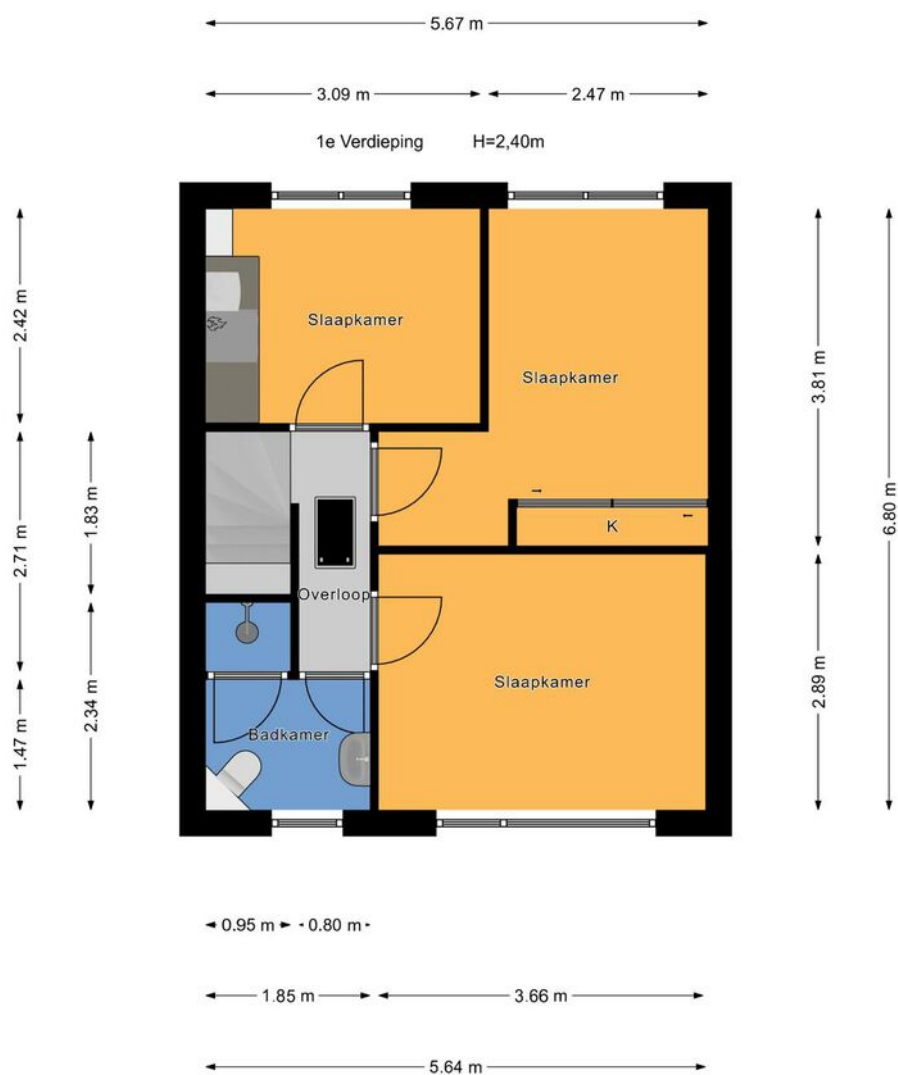 5.67 m
3.09 m 2.47 m
1e Verdieping H=2,40m
2.42 m
2.71 m
1.83 m
1.47 m
2.34 m
Slaapkamer
Slaapkamer
K
Overloop
Slaapkamer
Badkamer
3.81 m
6.80 m
2.89 m
0.95 m 0.80 m
1.85 m 3.66 m
5.64 m